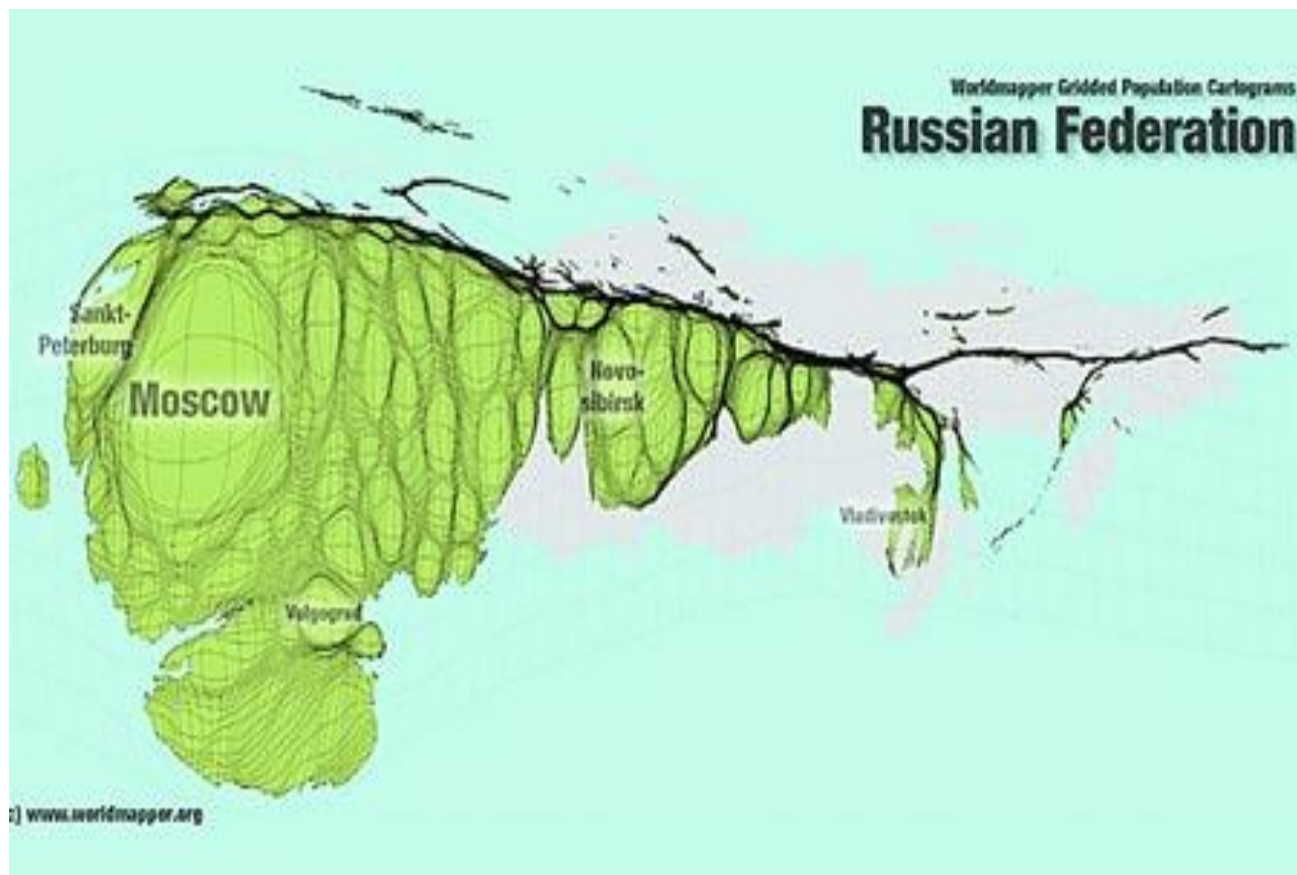 Worldmapper Gridded Population Cartograms
Russian Federation
Sankt-
Peterburg
Moscow
Novo-
sibirsk
Vladivostok
Volgograd
c) www.worldmapper.org